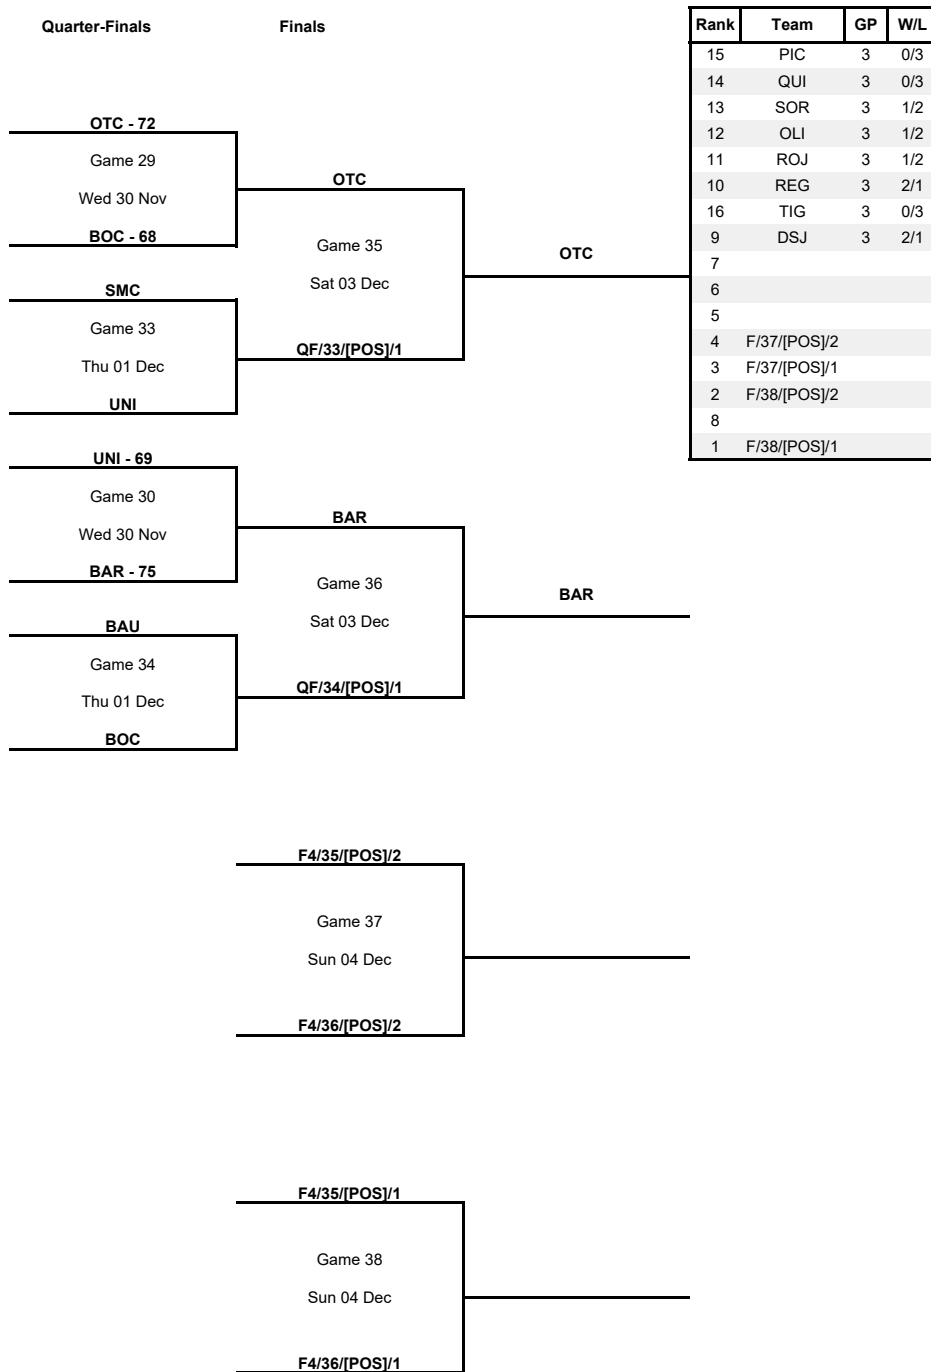 Quarter-Finals Finals
OTC - 72
Game 29
Wed 30 Nov
BOC - 68
OTC
Game 35
Sat 03 Dec
OTC
SMC
Game 33
Thu 01 Dec
UNI
QF/33/[POS]/1
UNI - 69
Game 30
Wed 30 Nov
BAR - 75
BAR
Game 36
Sat 03 Dec
BAR
BAU
Game 34
Thu 01 Dec
BOC
QF/34/[POS]/1
F4/35/[POS]/2
Game 37
Sun 04 Dec
F4/36/[POS]/2
F4/35/[POS]/1
Game 38
Sun 04 Dec
F4/36/[POS]/1
Rank Team GP W/L
15 PIC 3 0/3
14 QUI 3 0/3
13 SOR 3 1/2
12 OLI 3 1/2
11 ROJ 3 1/2
10 REG 3 2/1
16 TIG 3 0/3
9 DSJ 3 2/1
7
6
5
4 F/37/[POS]/2
3 F/37/[POS]/1
2 F/38/[POS]/2
8
1 F/38/[POS]/1